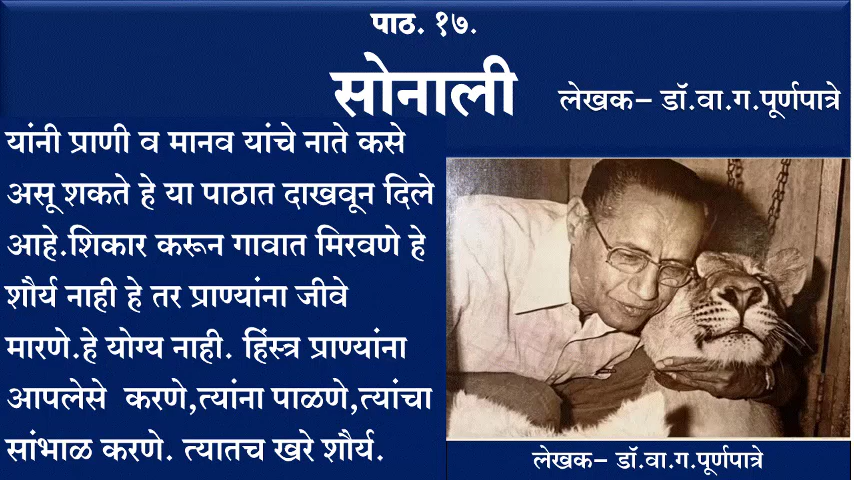 पाठ. १७.
सोनाली
लेखक– डॉ.वा.ग.पूर्णपात्रे
यांनी प्राणी व मानव यांचे नाते कसे
असू शकते हे या पाठात दाखवून दिले
आहे.शिकार करून गावात मिरवणे हे
शौर्य नाही हे तर प्राण्यांना जीवे
मारणे.हे योग्य नाही. हिंस्त्र प्राण्यांना
आपलेसे करणे,त्यांना पाळणे,त्यांचा
सांभाळ करणे. त्यातच खरे शौर्य.
लेखक– डॉ.वा.ग.पूर्णपात्रे